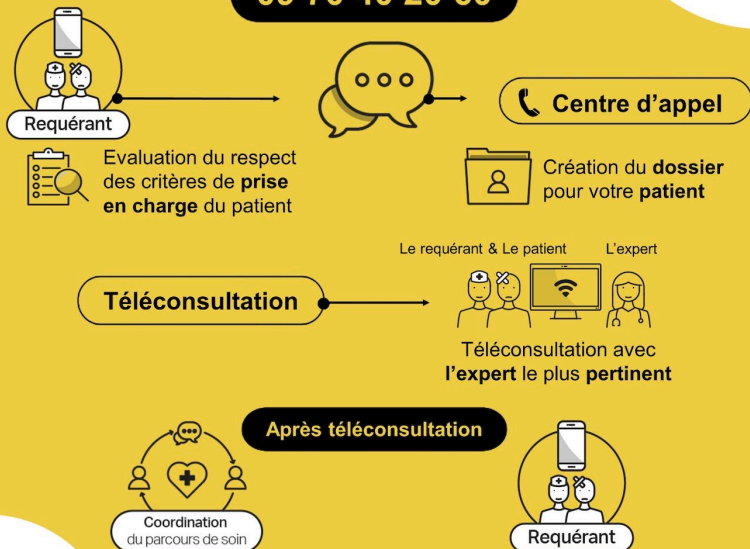 Requérant
Centre d'appel
Evaluation du respect
des critères de prise
en charge du patient
Création du dossier
pour votre patient
Le requérant & Le patient
L'expert
Téléconsultation
Téléconsultation avec
l'expert le plus pertinent
Après téléconsultation
Coordination
du parcours de soin
Requérant